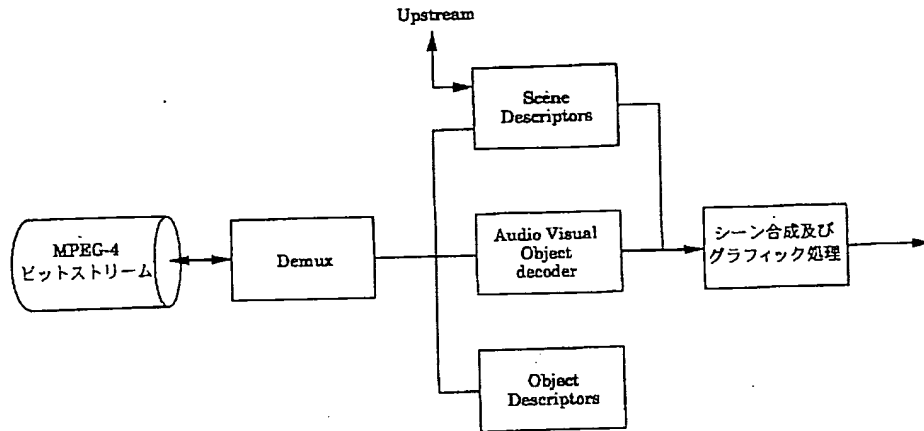 Upstream
Scene
Descriptors
MPEG-4
ビットストリーム
Demux
Audio Visual
Object
decoder
シーン合成及び
グラフィック処理
Object
Descriptors